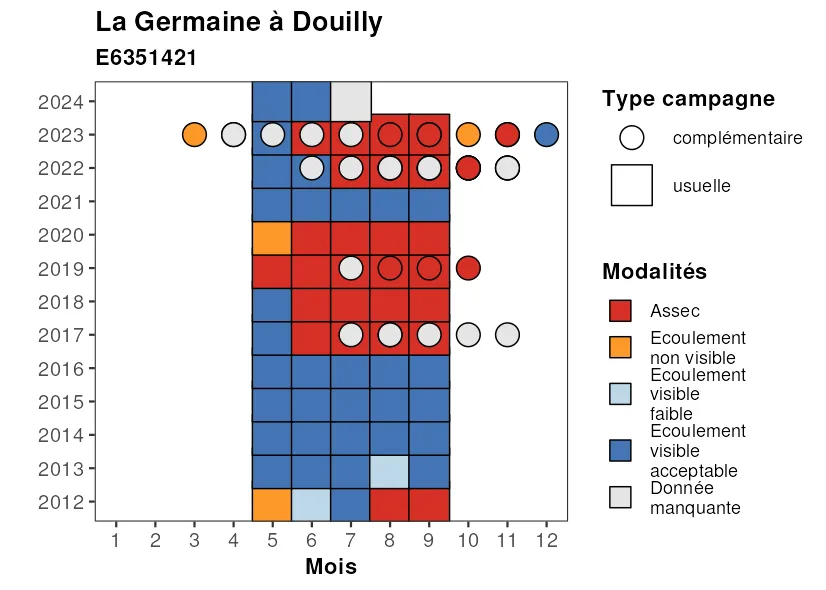 La Germaine à Douilly
E6351421
2024
2023
2022
2021
2020
2019
2018
2017
2016
2015
2014
2013
2012
1 2 3 4 5 6 7 8 9 10 11 12
Mois
Type campagne
complémentaire
usuelle
Modalités
Assec
Ecoulement
non visible
Ecoulement
visible
faible
Ecoulement
visible
acceptable
Donnée
manquante